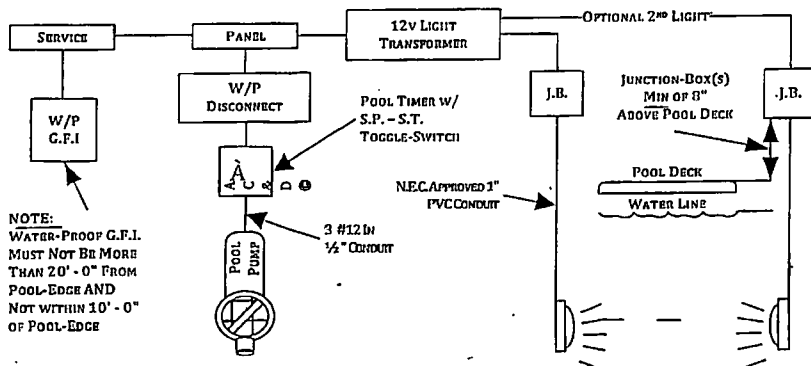 SERVICE
PANEL
12V LIGHT
TRANSFORMER
OPTIONAL 2ND LIGHT
W/P
G.F.I
W/P
DISCONNECT
POOL TIMER W/
S.P. – S.T.
TOGGLE-SWITCH
J.B.
JUNCTION-BOX(S)
MIN OF 8"
ABOVE POOL DECK
J.B.
A
A C & D
N.E.C. APPROVED 1"
PVC CONDUIT
POOL DECK
WATER LINE
3 #12 IN
½" CONDUIT
POOL
PUMP
NOTE:
WATER-PROOF G.F.I.
MUST NOT BE MORE
THAN 20' - 0" FROM
POOL-EDGE AND
NOT WITHIN 10' - 0"
OF POOL-EDGE